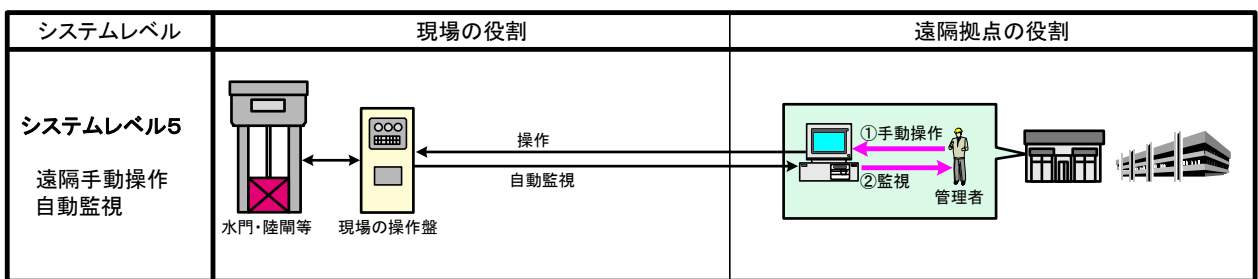 システムレベル
現場の役割
遠隔拠点の役割
システムレベル5
遠隔手動操作
自動監視
水門・陸閘等
現場の操作盤
操作
自動監視
①手動操作
②監視
管理者